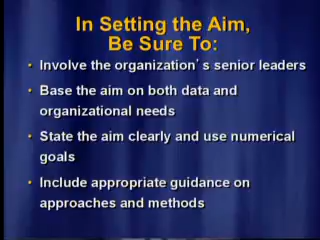 In Setting the Aim,
Be Sure To:
• Involve the organization's senior leaders
• Base the aim on both data and
organizational needs
• State the aim clearly and use numerical
goals
• Include appropriate guidance on
approaches and methods